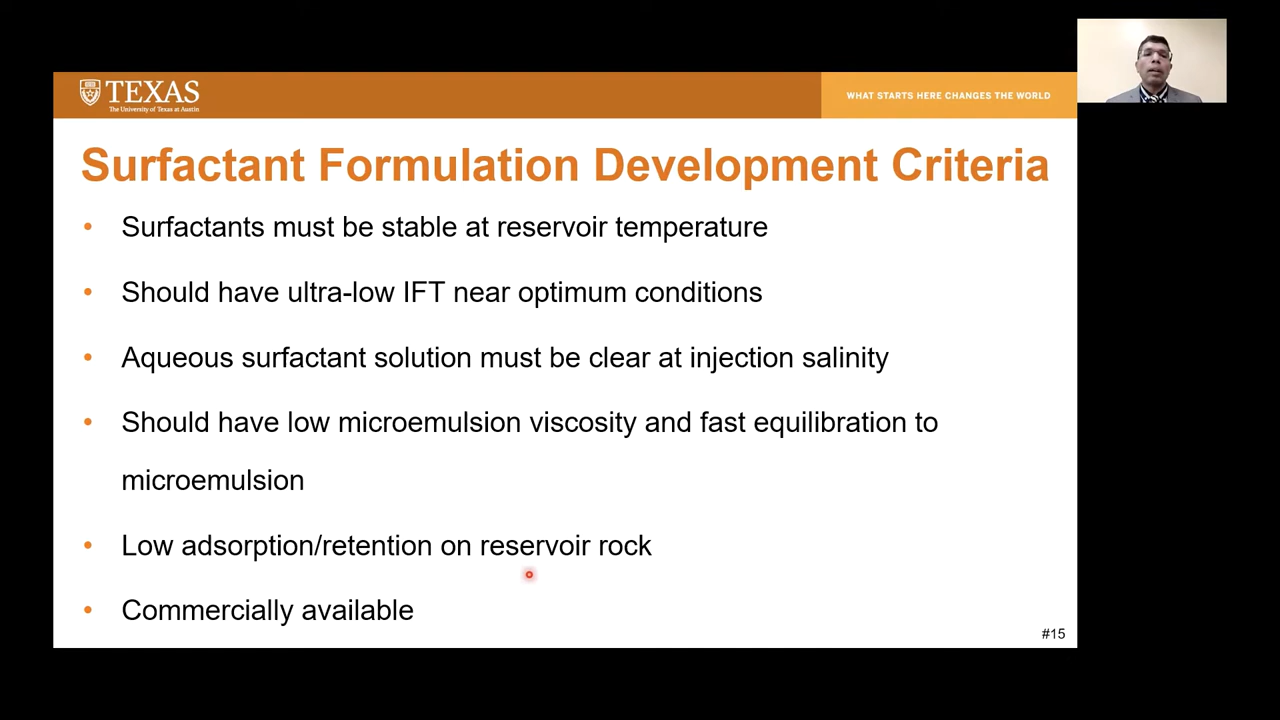 TEXAS
The University of Texas at Austin
WHAT STARTS HERE CHANGES THE WORLD
Surfactant Formulation Development Criteria
• Surfactants must be stable at reservoir temperature
• Should have ultra-low IFT near optimum conditions
• Aqueous surfactant solution must be clear at injection salinity
• Should have low microemulsion viscosity and fast equilibration to
microemulsion
• Low adsorption/retention on reservoir rock
• Commercially available
#15